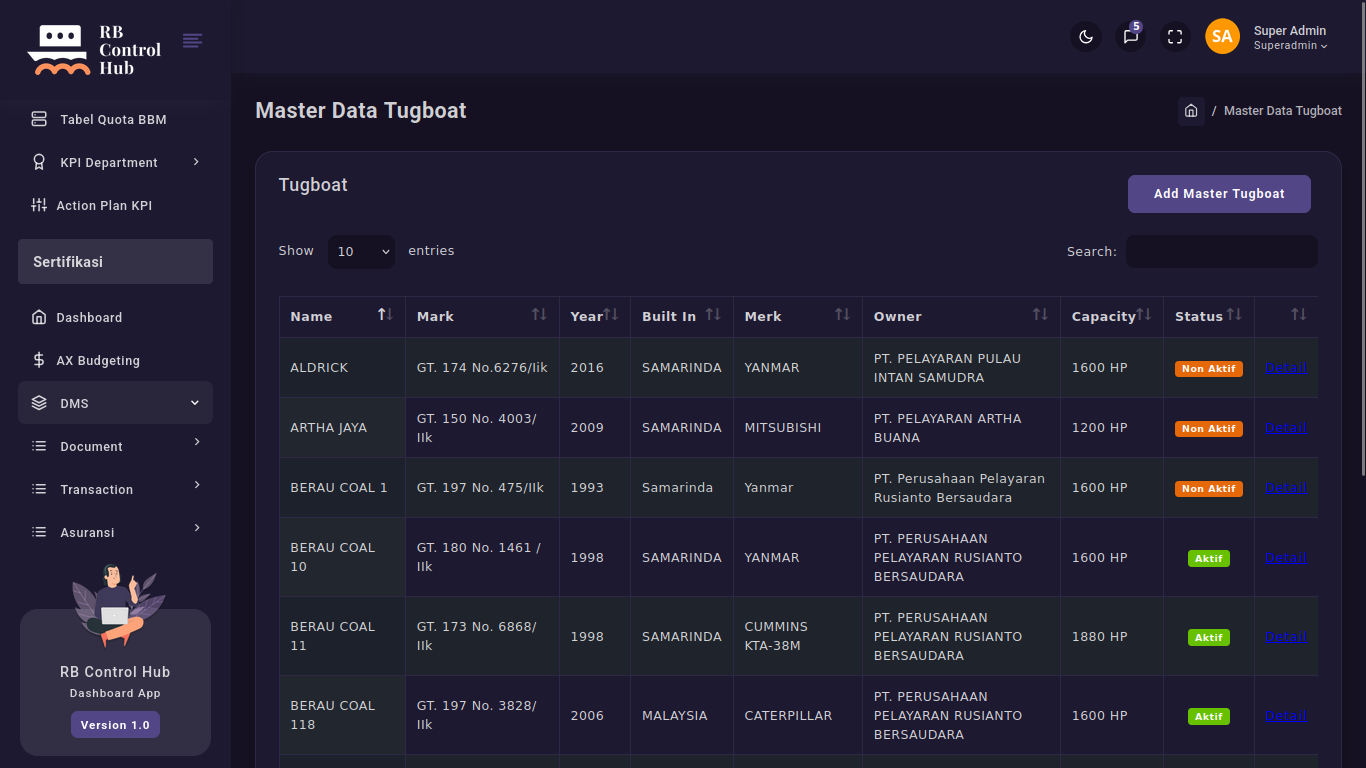 RB
Control
Hub
5
SA
Super Admin
Superadmin
Tabel Quota BBM
KPI Department
Action Plan KPI
Sertifikasi
Dashboard
AX Budgeting
DMS
Document
Transaction
Asuransi
RB Control Hub
Dashboard App
Version 1.0
Master Data Tugboat
/ Master Data Tugboat
Tugboat
Add Master Tugboat
Show 10 entries
Search:
Name Mark Year Built In Merk Owner Capacity Status
ALDRICK GT. 174 No.6276/Iik 2016 SAMARINDA YANMAR PT. PELAYARAN PULAU INTAN SAMUDRA 1600 HP Non Aktif Detail
ARTHA JAYA GT. 150 No. 4003/ IIk 2009 SAMARINDA MITSUBISHI PT. PELAYARAN ARTHA BUANA 1200 HP Non Aktif Detail
BERAU COAL 1 GT. 197 No. 475/IIk 1993 Samarinda Yanmar PT. Perusahaan Pelayaran Rusianto Bersaudara 1600 HP Non Aktif Detail
BERAU COAL 10 GT. 180 No. 1461 / IIk 1998 SAMARINDA YANMAR PT. PERUSAHAAN PELAYARAN RUSIANTO BERSAUDARA 1600 HP Aktif Detail
BERAU COAL 11 GT. 173 No. 6868/ IIk 1998 SAMARINDA CUMMINS KTA-38M PT. PERUSAHAAN PELAYARAN RUSIANTO BERSAUDARA 1880 HP Aktif Detail
BERAU COAL 118 GT. 197 No. 3828/ IIk 2006 MALAYSIA CATERPILLAR PT. PERUSAHAAN PELAYARAN RUSIANTO BERSAUDARA 1600 HP Aktif Detail